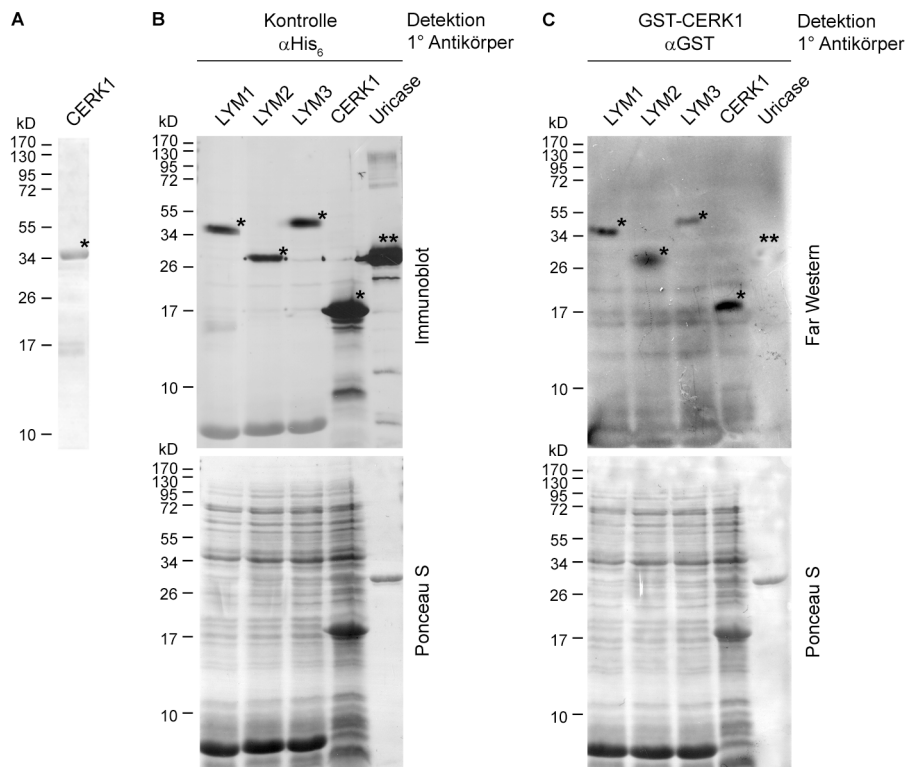 A
CERK1
kD
170
130
95
72
55
34
26
17
10
*
B
Kontrolle
αHis6
Detektion
1° Antikörper
LYM1
LYM2
LYM3
CERK1
Uricase
kD
170
130
95
72
55
34
26
17
10
*
*
*
*
**
Immunoblot
kD
170
130
95
72
55
34
26
17
10
Ponceau S
C
GST-CERK1
αGST
Detektion
1° Antikörper
LYM1
LYM2
LYM3
CERK1
Uricase
kD
170
130
95
72
55
34
26
17
10
*
*
*
*
**
Far Western
kD
170
130
95
72
55
34
26
17
10
Ponceau S